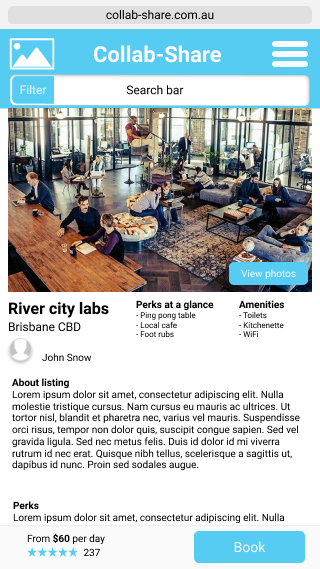 collab-share.com.au
Collab-Share
Filter
Search bar
View photos
River city labs
Brisbane CBD
John Snow
Perks at a glance
- Ping pong table
- Local cafe
- Foot rubs
Amenities
- Toilets
- Kitchenette
- WiFi
About listing
Lorem ipsum dolor sit amet, consectetur adipiscing elit. Nulla
molestie tristique cursus. Nam cursus eu mauris ac ultrices. Ut
tortor nisl, blandit et pharetra nec, varius vel mauris. Suspendisse
orci risus, tempor non dolor quis, suscipit congue sapien. Sed vel
gravida ligula. Sed nec metus felis. Duis id dolor id mi viverra
rutrum id nec erat. Quisque nibh tellus, scelerisque a sagittis ut,
dapibus id nunc. Proin sed sodales augue.
Perks
Lorem ipsum dolor sit amet, consectetur adipiscing elit. Nulla
From $60 per day
237
Book